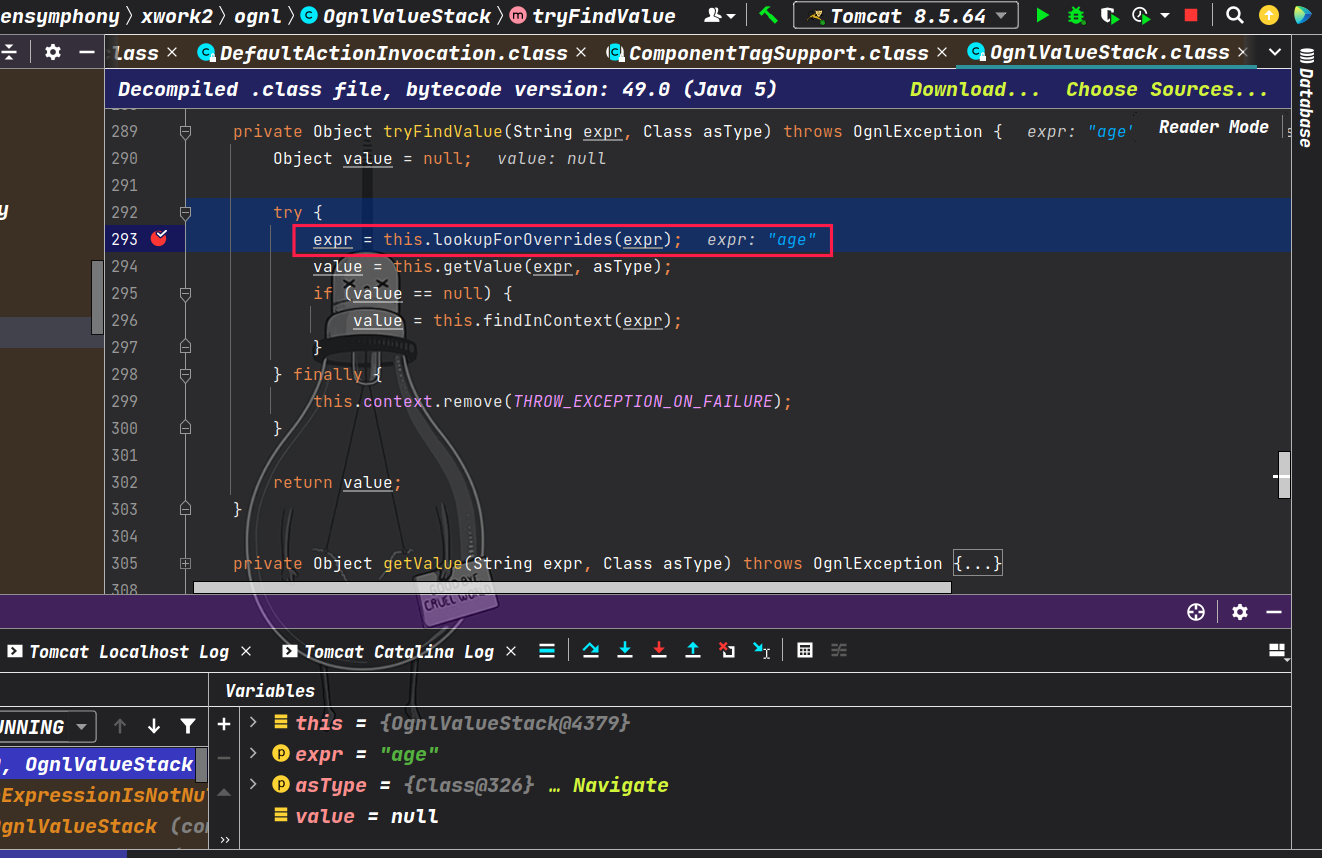 ensymphony xwork2 ognl C OgnlValueStack m tryFindValue Tomcat 8.5.64
class DefaultActionInvocation.class ComponentTagSupport.class OgnlValueStack.class
Decompiled .class file, bytecode version: 49.0 (Java 5) Download... Choose Sources...
289 private Object tryFindValue(String expr, Class asType) throws OgnlException { expr: "age" Reader Mode
290 Object value = null; value: null
291
292 try {
293 expr = this.lookupForOverrides(expr); expr: "age"
294 value = this.getValue(expr, asType);
295 if (value == null) {
296 value = this.findInContext(expr);
297 }
298 } finally {
299 this.context.remove(THROW_EXCEPTION_ON_FAILURE);
300 }
301
302 return value;
303 }
304
305 private Object getValue(String expr, Class asType) throws OgnlException {...}
308
CRUEL WORLD
Database
Tomcat Localhost Log Tomcat Catalina Log
Variables
UNNING
this = {OgnlValueStack@4379}
expr = "age"
asType = {Class@326} … Navigate
value = null
, OgnlValueStack
ExpressionIsNotNu
OgnlValueStack (co